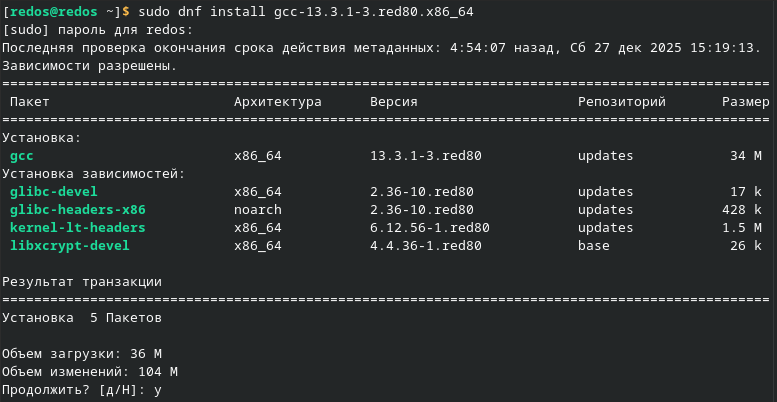 [redos@redos ~]$ sudo dnf install gcc-13.3.1-3.red80.x86_64
[sudo] пароль для redos:
Последняя проверка окончания срока действия метаданных: 4:54:07 назад, Сб 27 дек 2025 15:19:13.
Зависимости разрешены.
================================================================================================
Пакет Архитектура Версия Репозиторий Размер
================================================================================================
Установка:
gcc x86_64 13.3.1-3.red80 updates 34 M
Установка зависимостей:
glibc-devel x86_64 2.36-10.red80 updates 17 k
glibc-headers-x86 noarch 2.36-10.red80 updates 428 k
kernel-lt-headers x86_64 6.12.56-1.red80 updates 1.5 M
libxcrypt-devel x86_64 4.4.36-1.red80 base 26 k
Результат транзакции
================================================================================================
Установка 5 Пакетов
Объем загрузки: 36 M
Объем изменений: 104 M
Продолжить? [д/Н]: y